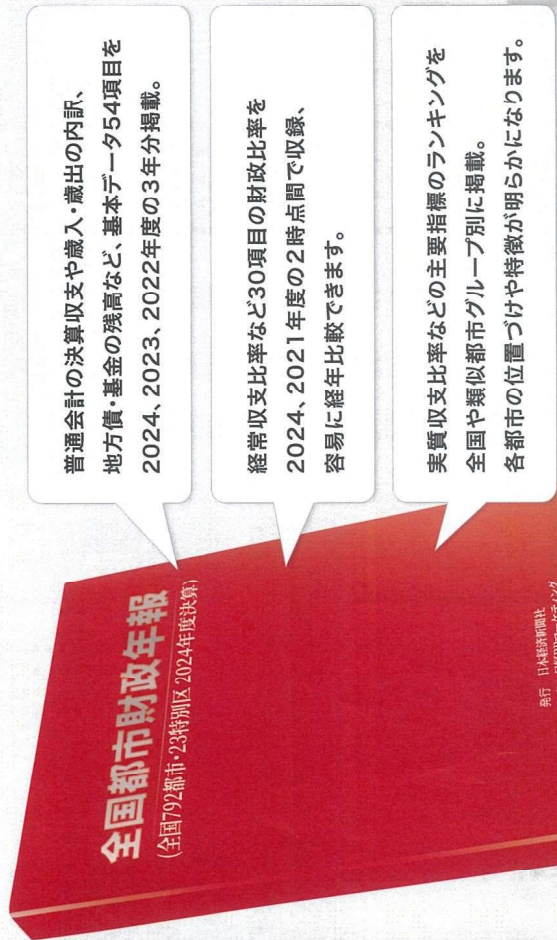 普通会計の決算収支や歳入・歳出の内訳、
地方債・基金の残高など、基本データ54項目を
2024、2023、2022年度の3年分掲載。
経常収支比率など30項目の財政比率を
2024、2021年度の2時点間で収録、
容易に経年比較できます。
実質収支比率などの主要指標のランキングを
全国や類似都市グループ別に掲載。
各都市の位置づけや特徴が明らかになります。
全国都市財政年報
(全国792都市・23特別区 2024年度決算)
発行 日本経済新聞社